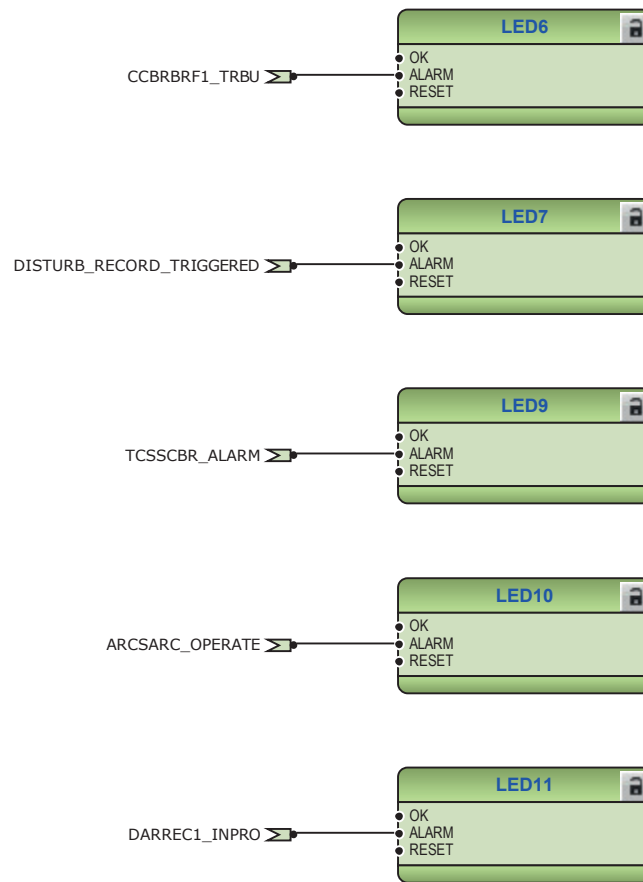 LED6
OK
CCBRBRF1_TRBU
ALARM
RESET
LED7
OK
DISTURB_RECORD_TRIGGERED
ALARM
RESET
LED9
OK
TCSSCBR_ALARM
ALARM
RESET
LED10
OK
ARCSARC_OPERATE
ALARM
RESET
LED11
OK
DARREC1_INPRO
ALARM
RESET